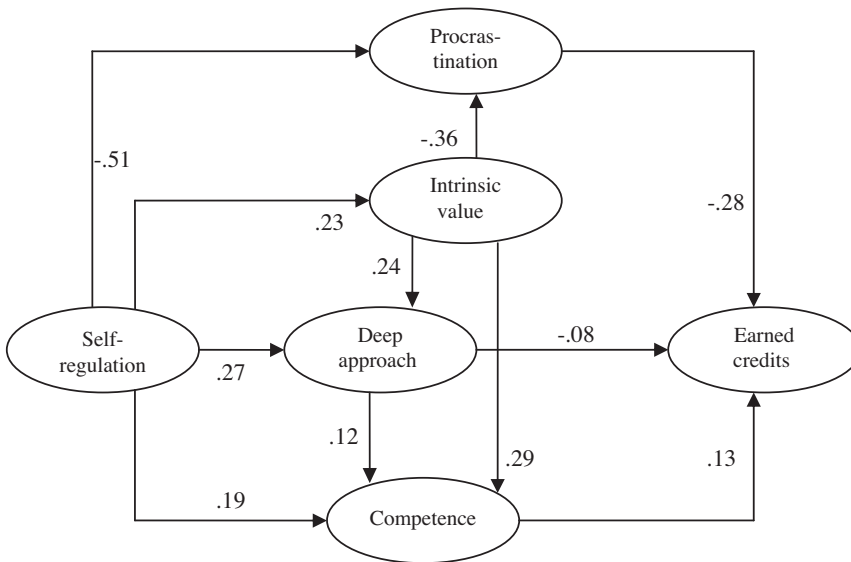 Procras-
tination
-.36
-.51
Intrinsic
value
.23
-.28
.24
Self-
regulation
Deep
approach
-.08
Earned
credits
.27
.12
.29
.13
.19
Competence